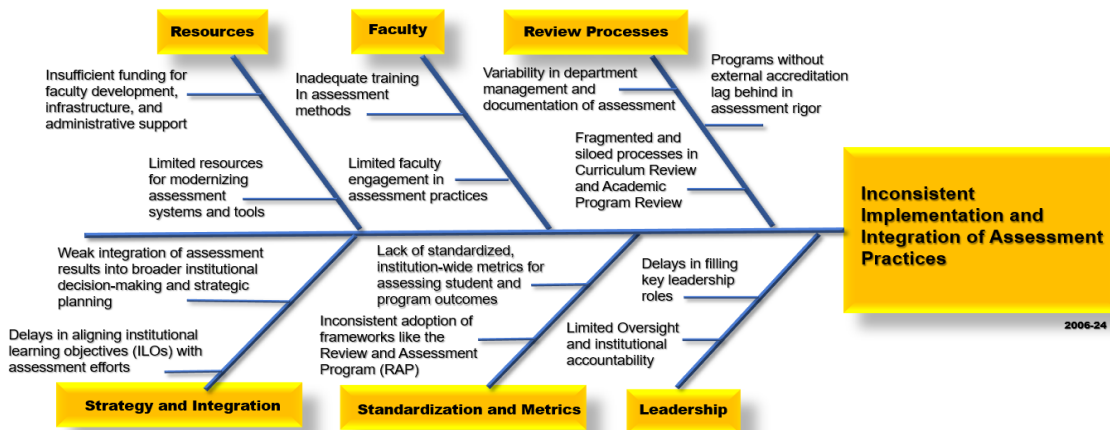 Resources
Faculty
Review Processes
Insufficient funding for
faculty development,
infrastructure, and
administrative support
Limited resources
for modernizing
assessment
systems and tools
Inadequate training
In assessment
methods
Limited faculty
engagement in
assessment practices
Variability in department
management and
documentation of assessment
Fragmented and
siloed processes in
Curriculum Review
and Academic
Program Review
Programs without
external accreditation
lag behind in
assessment rigor
Inconsistent
Implementation and
Integration of Assessment
Practices
2006-24
Weak integration of assessment
results into broader institutional
decision-making and strategic
planning
Delays in aligning institutional
learning objectives (ILOs) with
assessment efforts
Lack of standardized,
institution-wide metrics for
assessing student and
program outcomes
Inconsistent adoption of
frameworks like the
Review and Assessment
Program (RAP)
Delays in filling
key leadership
roles
Limited Oversight
and institutional
accountability
Strategy and Integration
Standardization and Metrics
Leadership